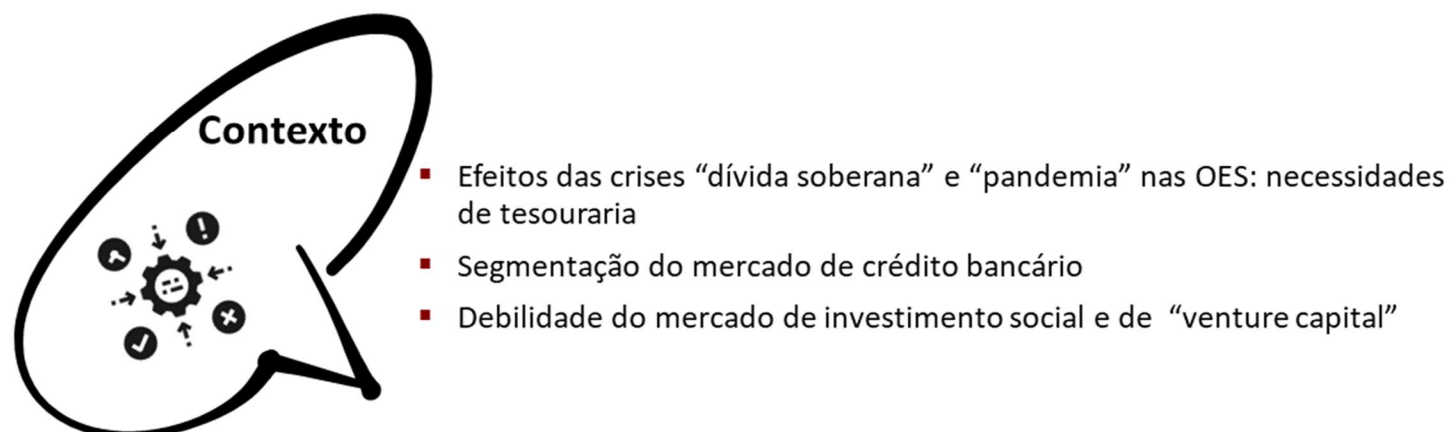 Contexto
▪ Efeitos das crises “dívida soberana” e “pandemia” nas OES: necessidades
de tesouraria
▪ Segmentação do mercado de crédito bancário
▪ Debilidade do mercado de investimento social e de “venture capital”